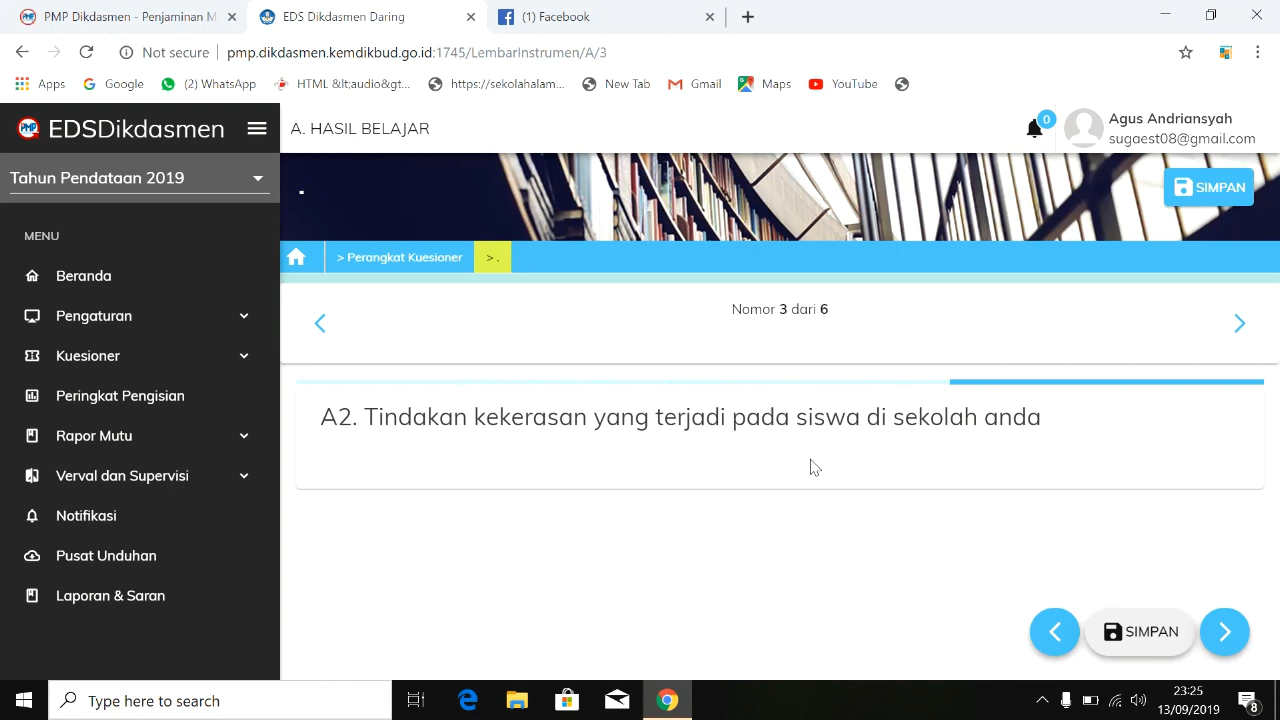 PMP Dikdasmen - Penjaminan M
EDS Dikdasmen Daring
(1) Facebook
Not secure
pmp.dikdasmen.kemdikbud.go.id:1745/LembarInstrumen/A/3
Apps
Google
(2) WhatsApp
HTML &lt;audio&gt...
https://sekolahalam...
New Tab
Gmail
Maps
YouTube
PMP
EDSDikdasmen
A. HASIL BELAJAR
0
Agus Andriansyah
sugaest08@gmail.com
Tahun Pendataan 2019
.
SIMPAN
MENU
> Perangkat Kuesioner
> .
Beranda
Nomor 3 dari 6
Pengaturan
Kuesioner
Peringkat Pengisian
A2. Tindakan kekerasan yang terjadi pada siswa di sekolah anda
Rapor Mutu
Verval dan Supervisi
Notifikasi
Pusat Unduhan
Laporan & Saran
SIMPAN
Type here to search
23:25
13/09/2019
8